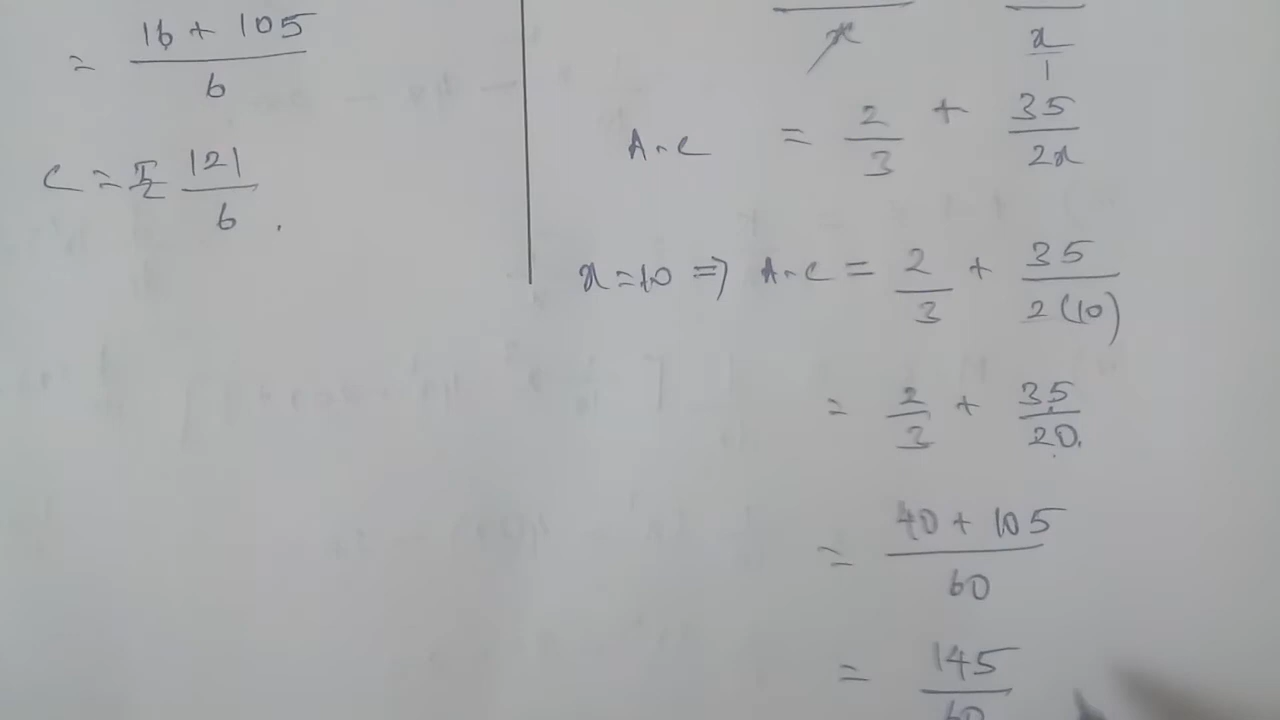 = 16 + 105 / 6
C = ₹ 121 / 6 .
x x / 1
A.C = 2 / 3 + 35 / 2x
x = 10 ⇒ A.C = 2 / 3 + 35 / 2(10)
= 2 / 3 + 35 / 20
= 40 + 105 / 60
= 145 / 60